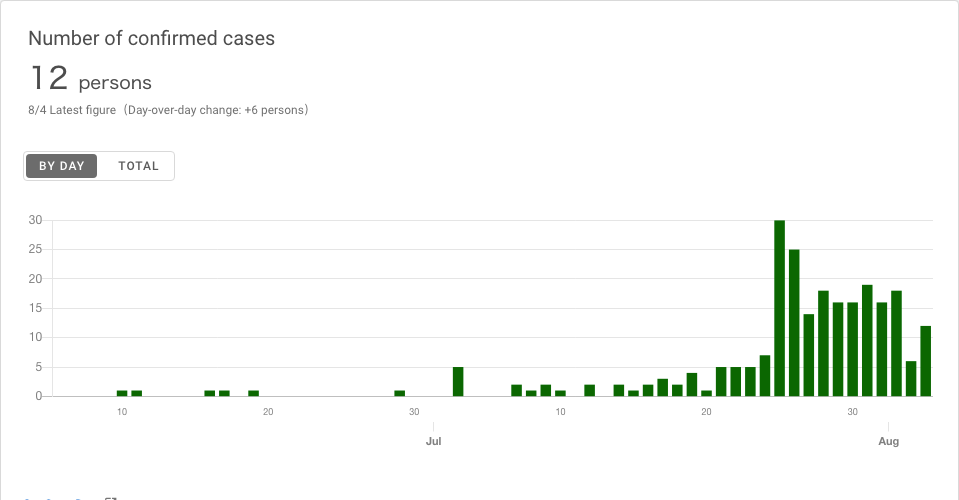 Number of confirmed cases
12 persons
8/4 Latest figure（Day-over-day change: +6 persons）
BY DAY TOTAL
30
25
20
15
10
5
0
10 20 30 10 20 30
Jul Aug